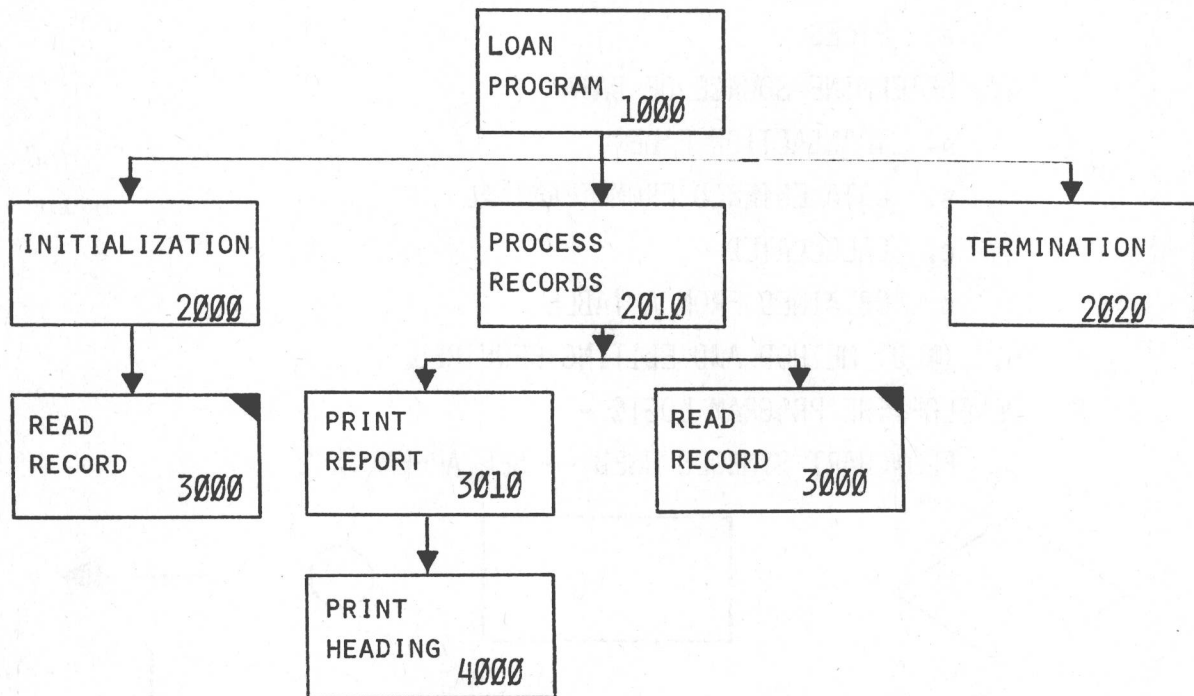 LOAN
PROGRAM
1000
INITIALIZATION
2000
PROCESS
RECORDS
2010
TERMINATION
2020
READ
RECORD
3000
PRINT
REPORT
3010
READ
RECORD
3000
PRINT
HEADING
4000